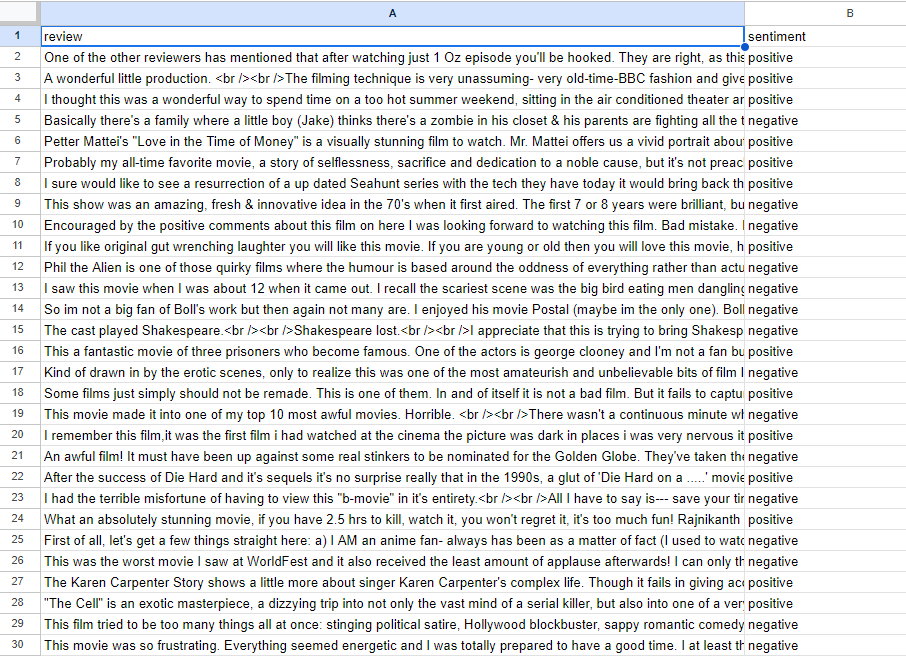 A B
1 review sentiment
2 One of the other reviewers has mentioned that after watching just 1 Oz episode you'll be hooked. They are right, as this positive
3 A wonderful little production. <br /><br />The filming technique is very unassuming- very old-time-BBC fashion and give positive
4 I thought this was a wonderful way to spend time on a too hot summer weekend, sitting in the air conditioned theater positive
5 Basically there's a family where a little boy (Jake) thinks there's a zombie in his closet & his parents are fighting all the negative
6 Petter Mattei's "Love in the Time of Money" is a visually stunning film to watch. Mr. Mattei offers us a vivid portrait abou positive
7 Probably my all-time favorite movie, a story of selflessness, sacrifice and dedication to a noble cause, but it's not preac positive
8 I sure would like to see a resurrection of a up dated Seahunt series with the tech they have today it would bring back th positive
9 This show was an amazing, fresh & innovative idea in the 70's when it first aired. The first 7 or 8 years were brilliant, bu negative
10 Encouraged by the positive comments about this film on here I was looking forward to watching this film. Bad mistake. negative
11 If you like original gut wrenching laughter you will like this movie. If you are young or old then you will love this movie, h positive
12 Phil the Alien is one of those quirky films where the humour is based around the oddness of everything rather than actu negative
13 I saw this movie when I was about 12 when it came out. I recall the scariest scene was the big bird eating men dangling negative
14 So im not a big fan of Boll's work but then again not many are. I enjoyed his movie Postal (maybe im the only one). Boll negative
15 The cast played Shakespeare.<br /><br />Shakespeare lost.<br /><br />I appreciate that this is trying to bring Shakesp negative
16 This a fantastic movie of three prisoners who become famous. One of the actors is george clooney and I'm not a fan bu positive
17 Kind of drawn in by the erotic scenes, only to realize this was one of the most amateurish and unbelievable bits of film negative
18 Some films just simply should not be remade. This is one of them. In and of itself it is not a bad film. But it fails to captu positive
19 This movie made it into one of my top 10 most awful movies. Horrible. <br /><br />There wasn't a continuous minute wh negative
20 I remember this film,it was the first film i had watched at the cinema the picture was dark in places i was very nervous it positive
21 An awful film! It must have been up against some real stinkers to be nominated for the Golden Globe. They've taken the negative
22 After the success of Die Hard and it's sequels it's no surprise really that in the 1990s, a glut of 'Die Hard on a .....' movie positive
23 I had the terrible misfortune of having to view this "b-movie" in it's entirety.<br /><br />All I have to say is--- save your negative
24 What an absolutely stunning movie, if you have 2.5 hrs to kill, watch it, you won't regret it, it's too much fun! Rajnikanth positive
25 First of all, let's get a few things straight here: a) I AM an anime fan- always has been as a matter of fact (I used to watc negative
26 This was the worst movie I saw at WorldFest and it also received the least amount of applause afterwards! I can only th negative
27 The Karen Carpenter Story shows a little more about singer Karen Carpenter's complex life. Though it fails in giving acc positive
28 "The Cell" is an exotic masterpiece, a dizzying trip into not only the vast mind of a serial killer, but also into one of a very positive
29 This film tried to be too many things all at once: stinging political satire, Hollywood blockbuster, sappy romantic comedy negative
30 This movie was so frustrating. Everything seemed energetic and I was totally prepared to have a good time. I at least th negative